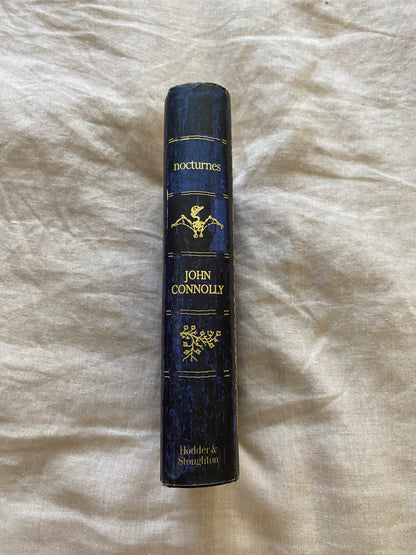 nocturnes
JOHN
CONNOLLY
Hodder &
Stoughton